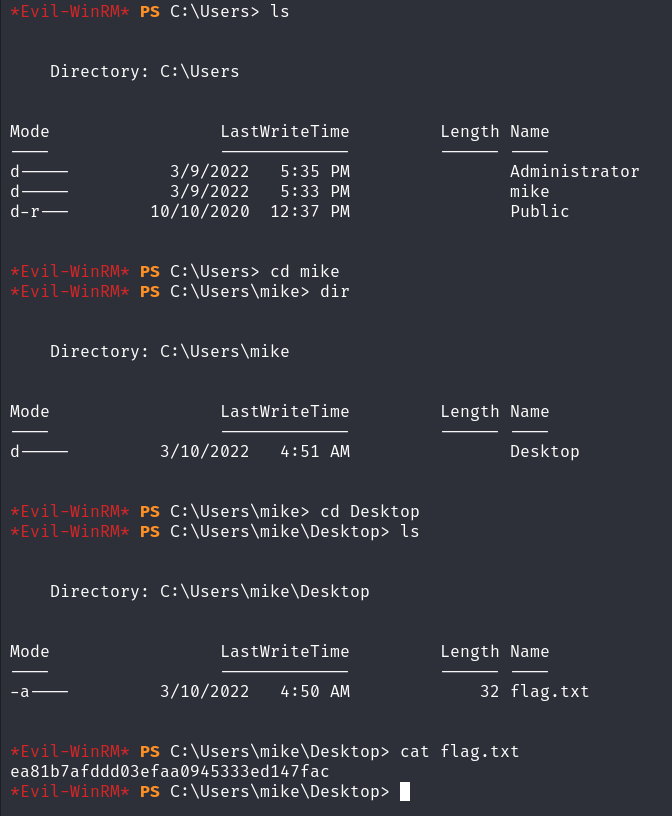 *Evil-WinRM* PS C:\Users> ls
Directory: C:\Users
Mode LastWriteTime Length Name
---- ------------- ------ ----
d----- 3/9/2022 5:35 PM Administrator
d----- 3/9/2022 5:33 PM mike
d-r--- 10/10/2020 12:37 PM Public
*Evil-WinRM* PS C:\Users> cd mike
*Evil-WinRM* PS C:\Users\mike> dir
Directory: C:\Users\mike
Mode LastWriteTime Length Name
---- ------------- ------ ----
d----- 3/10/2022 4:51 AM Desktop
*Evil-WinRM* PS C:\Users\mike> cd Desktop
*Evil-WinRM* PS C:\Users\mike\Desktop> ls
Directory: C:\Users\mike\Desktop
Mode LastWriteTime Length Name
---- ------------- ------ ----
-a---- 3/10/2022 4:50 AM 32 flag.txt
*Evil-WinRM* PS C:\Users\mike\Desktop> cat flag.txt
ea81b7afddd03efaa0945333ed147fac
*Evil-WinRM* PS C:\Users\mike\Desktop>